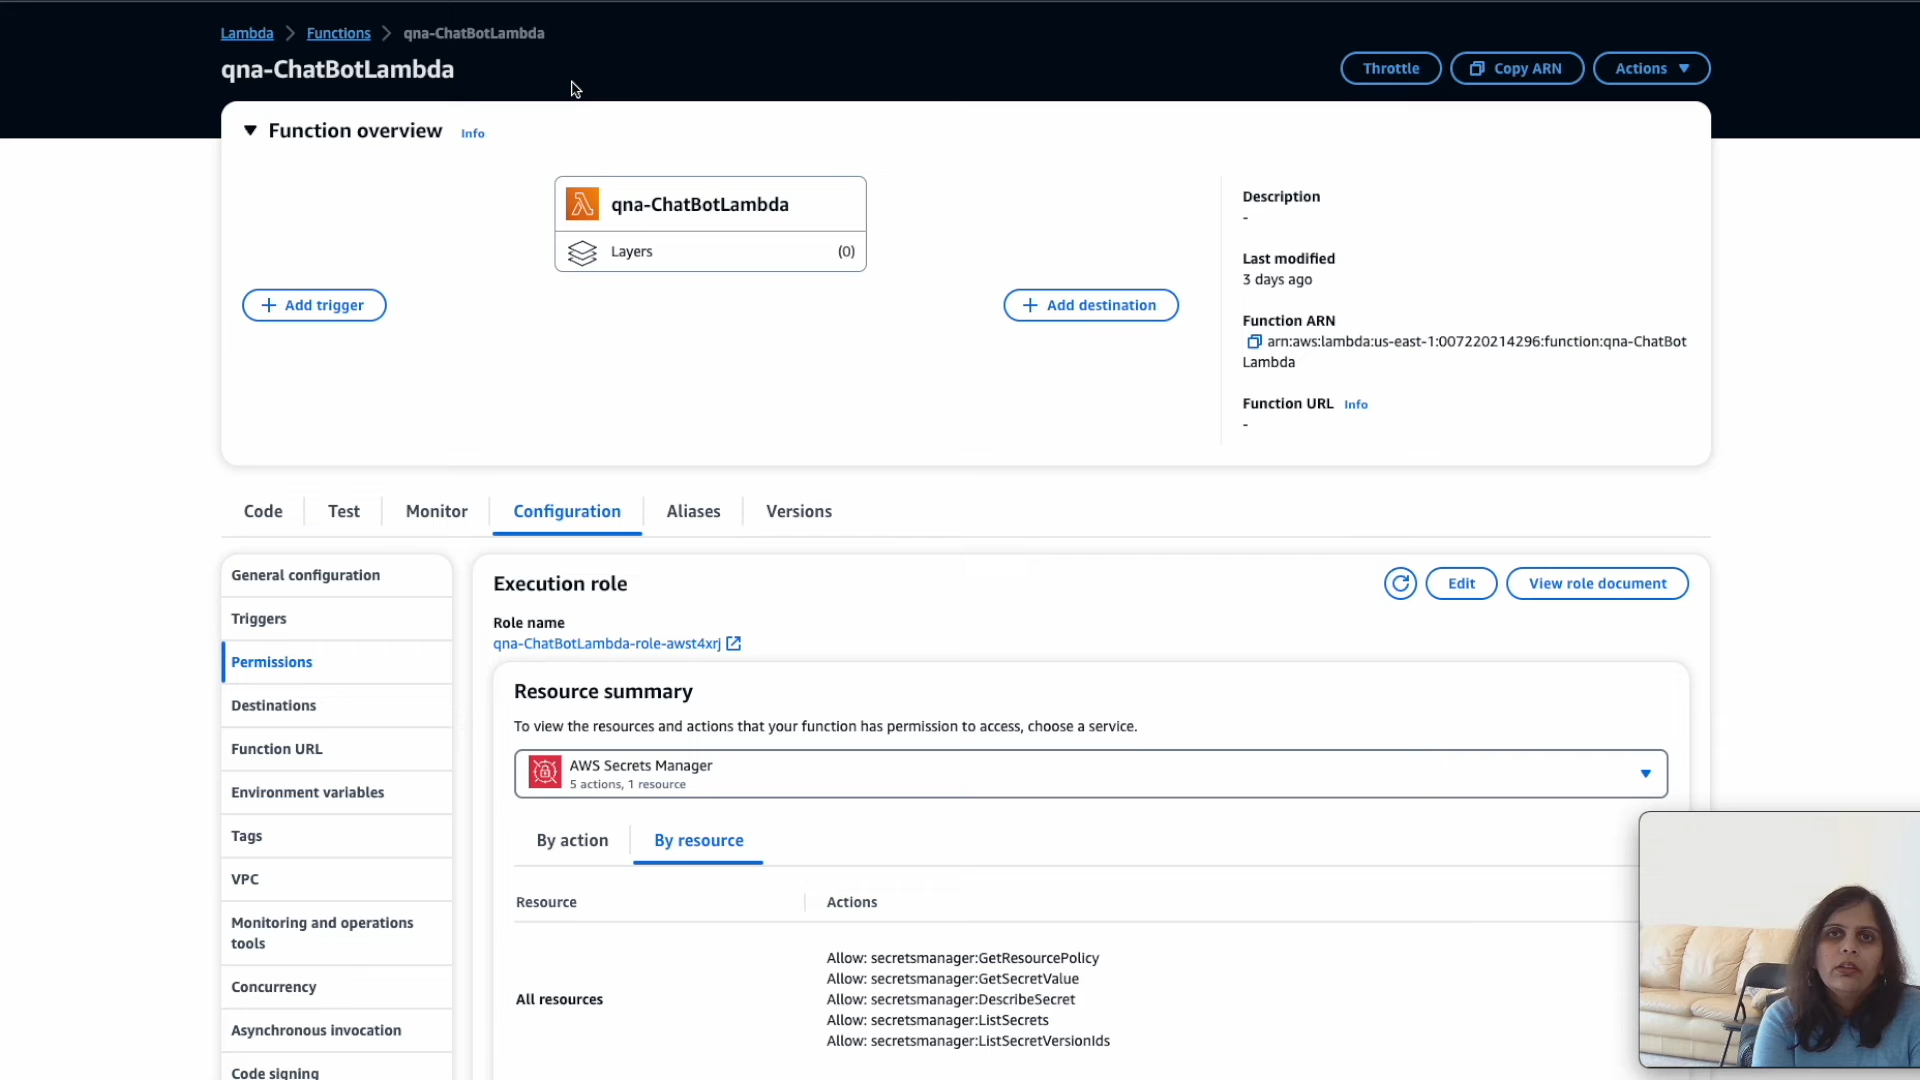 Lambda
Functions
qna-ChatBotLambda
qna-ChatBotLambda
Throttle
Copy ARN
Actions
Function overview
Info
qna-ChatBotLambda
Layers
(0)
Add trigger
Add destination
Description
-
Last modified
3 days ago
Function ARN
arn:aws:lambda:us-east-1:007220214296:function:qna-ChatBot
Lambda
Function URL
Info
-
Code
Test
Monitor
Configuration
Aliases
Versions
General configuration
Triggers
Permissions
Destinations
Function URL
Environment variables
Tags
VPC
Monitoring and operations
tools
Concurrency
Asynchronous invocation
Code signing
Execution role
Edit
View role document
Role name
qna-ChatBotLambda-role-awst4xrj
Resource summary
To view the resources and actions that your function has permission to access, choose a service.
AWS Secrets Manager
5 actions, 1 resource
By action
By resource
Resource
Actions
All resources
Allow: secretsmanager:GetResourcePolicy
Allow: secretsmanager:GetSecretValue
Allow: secretsmanager:DescribeSecret
Allow: secretsmanager:ListSecrets
Allow: secretsmanager:ListSecretVersionIds